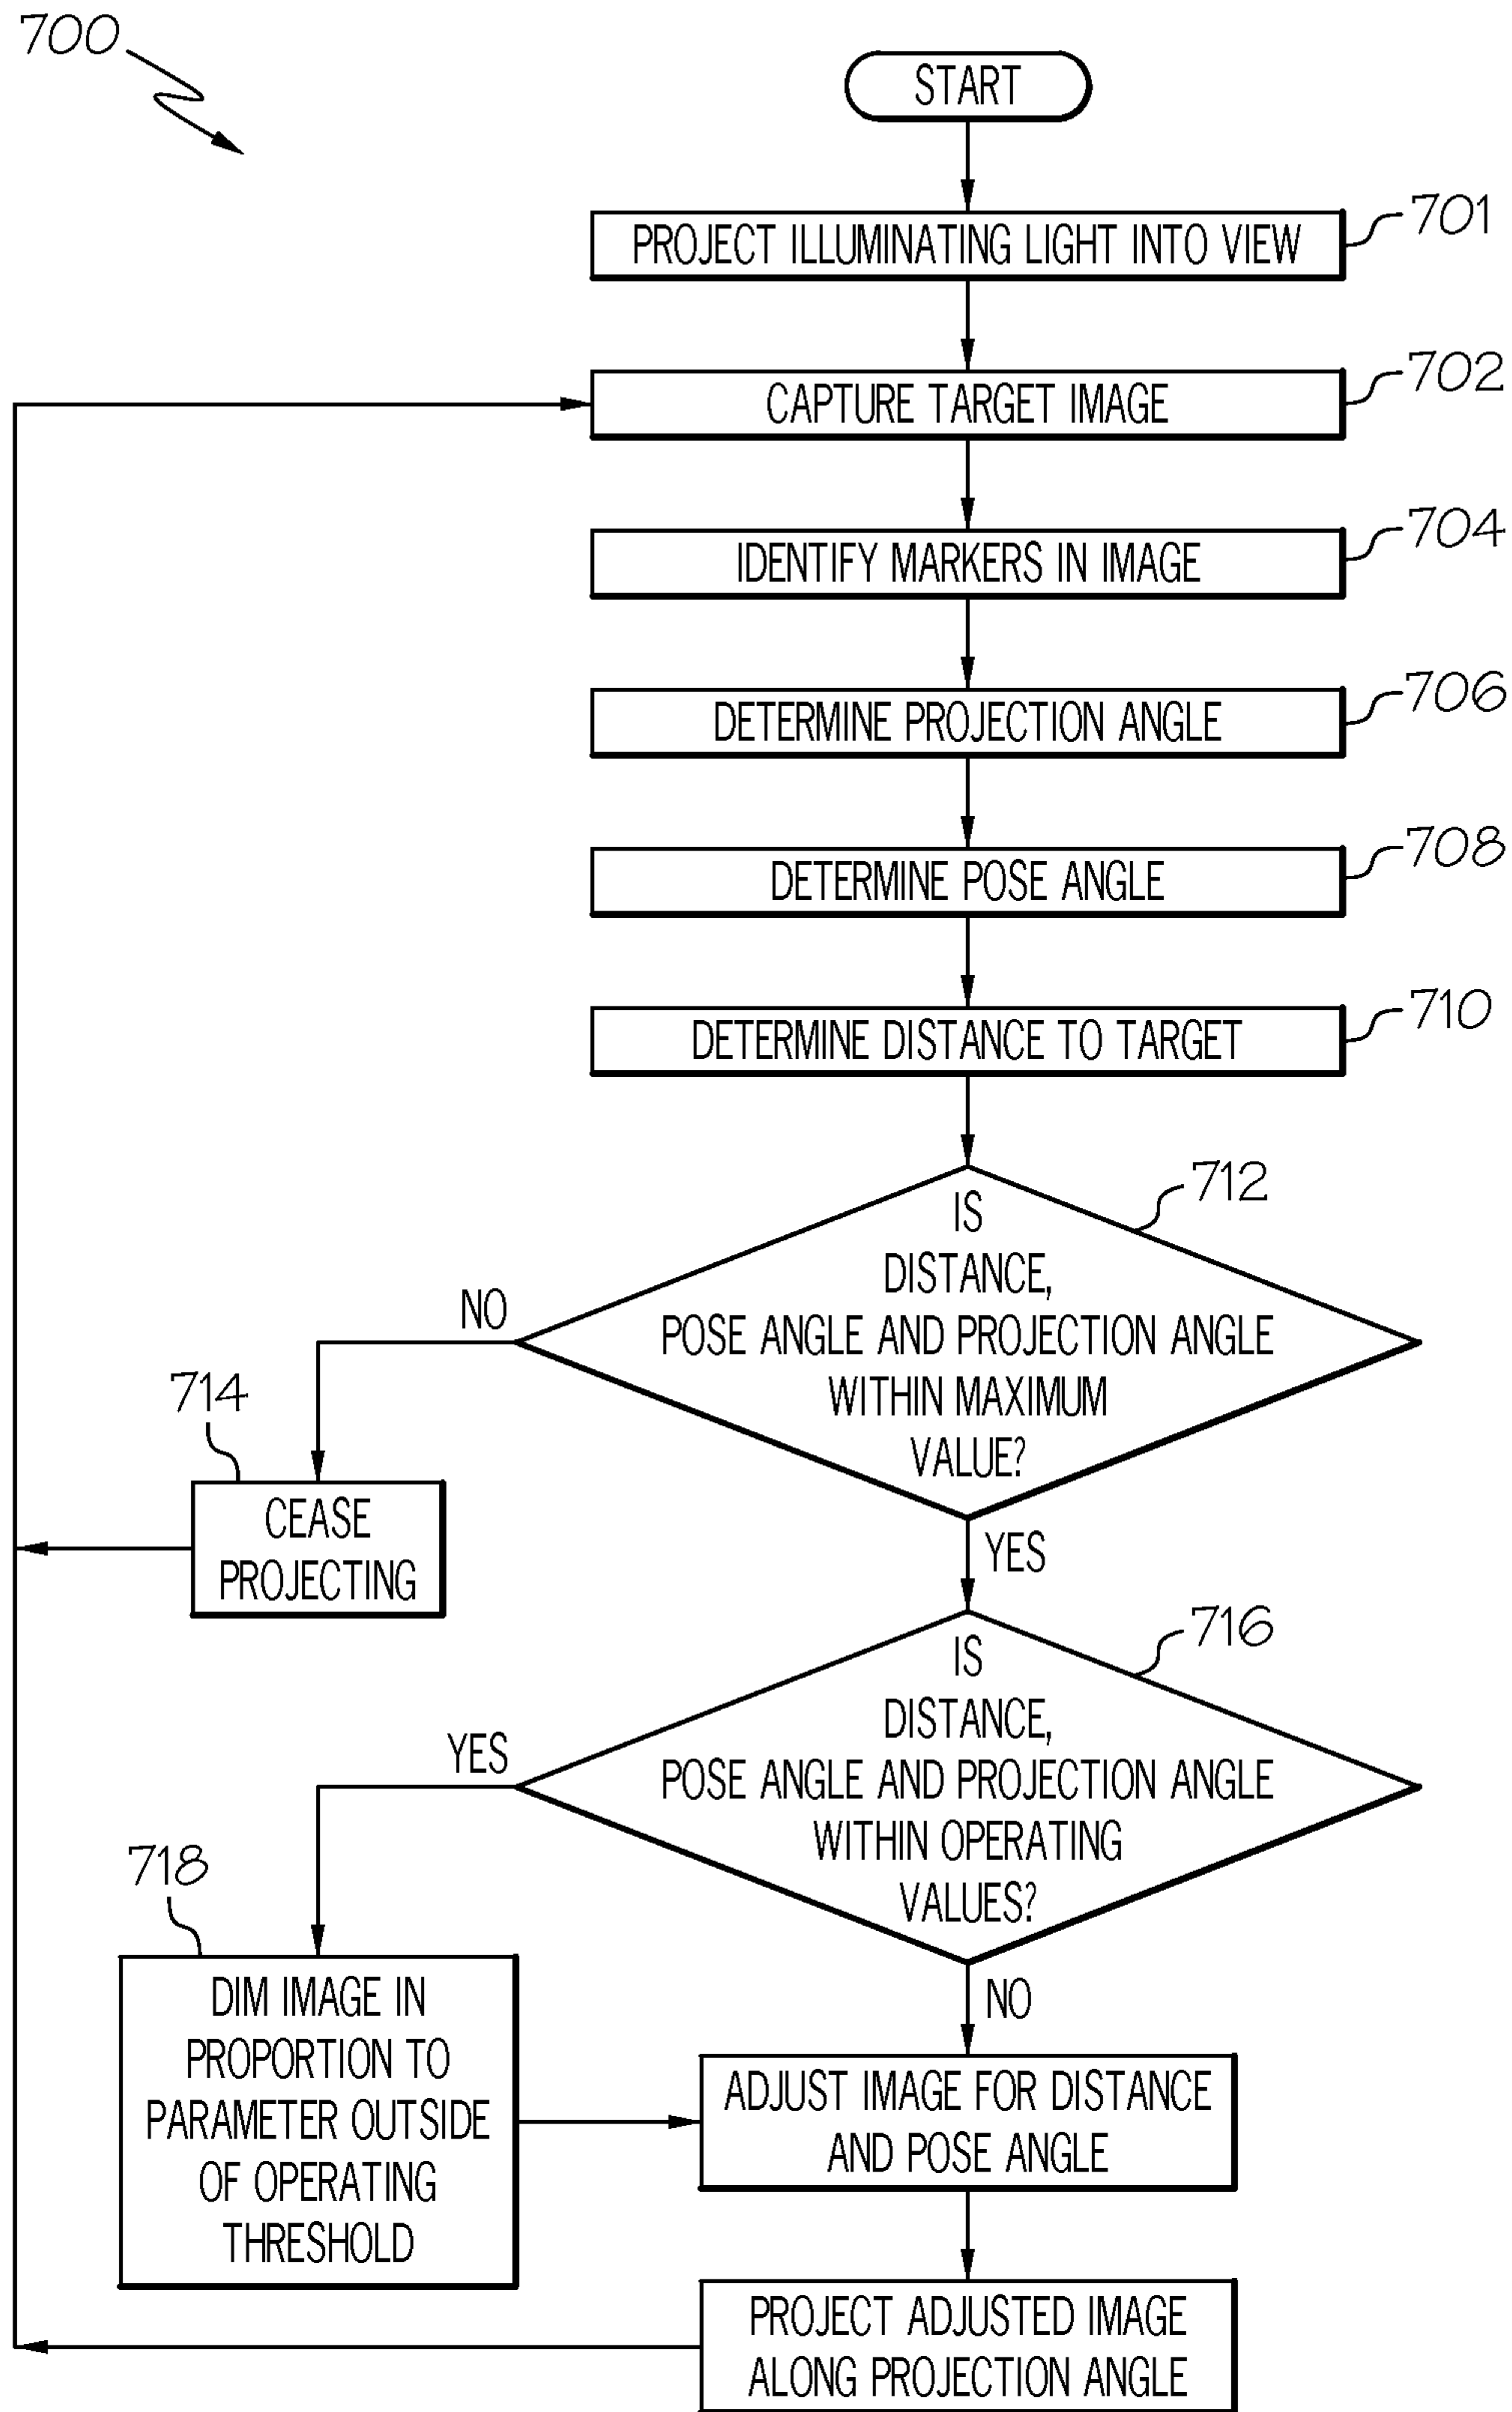 700
START
701
PROJECT ILLUMINATING LIGHT INTO VIEW
702
CAPTURE TARGET IMAGE
704
IDENTIFY MARKERS IN IMAGE
706
DETERMINE PROJECTION ANGLE
708
DETERMINE POSE ANGLE
710
DETERMINE DISTANCE TO TARGET
712
IS
DISTANCE,
POSE ANGLE AND PROJECTION ANGLE
WITHIN MAXIMUM
VALUE?
NO
714
CEASE
PROJECTING
YES
716
IS
DISTANCE,
POSE ANGLE AND PROJECTION ANGLE
WITHIN OPERATING
VALUES?
YES
718
DIM IMAGE IN
PROPORTION TO
PARAMETER OUTSIDE
OF OPERATING
THRESHOLD
NO
ADJUST IMAGE FOR DISTANCE
AND POSE ANGLE
PROJECT ADJUSTED IMAGE
ALONG PROJECTION ANGLE